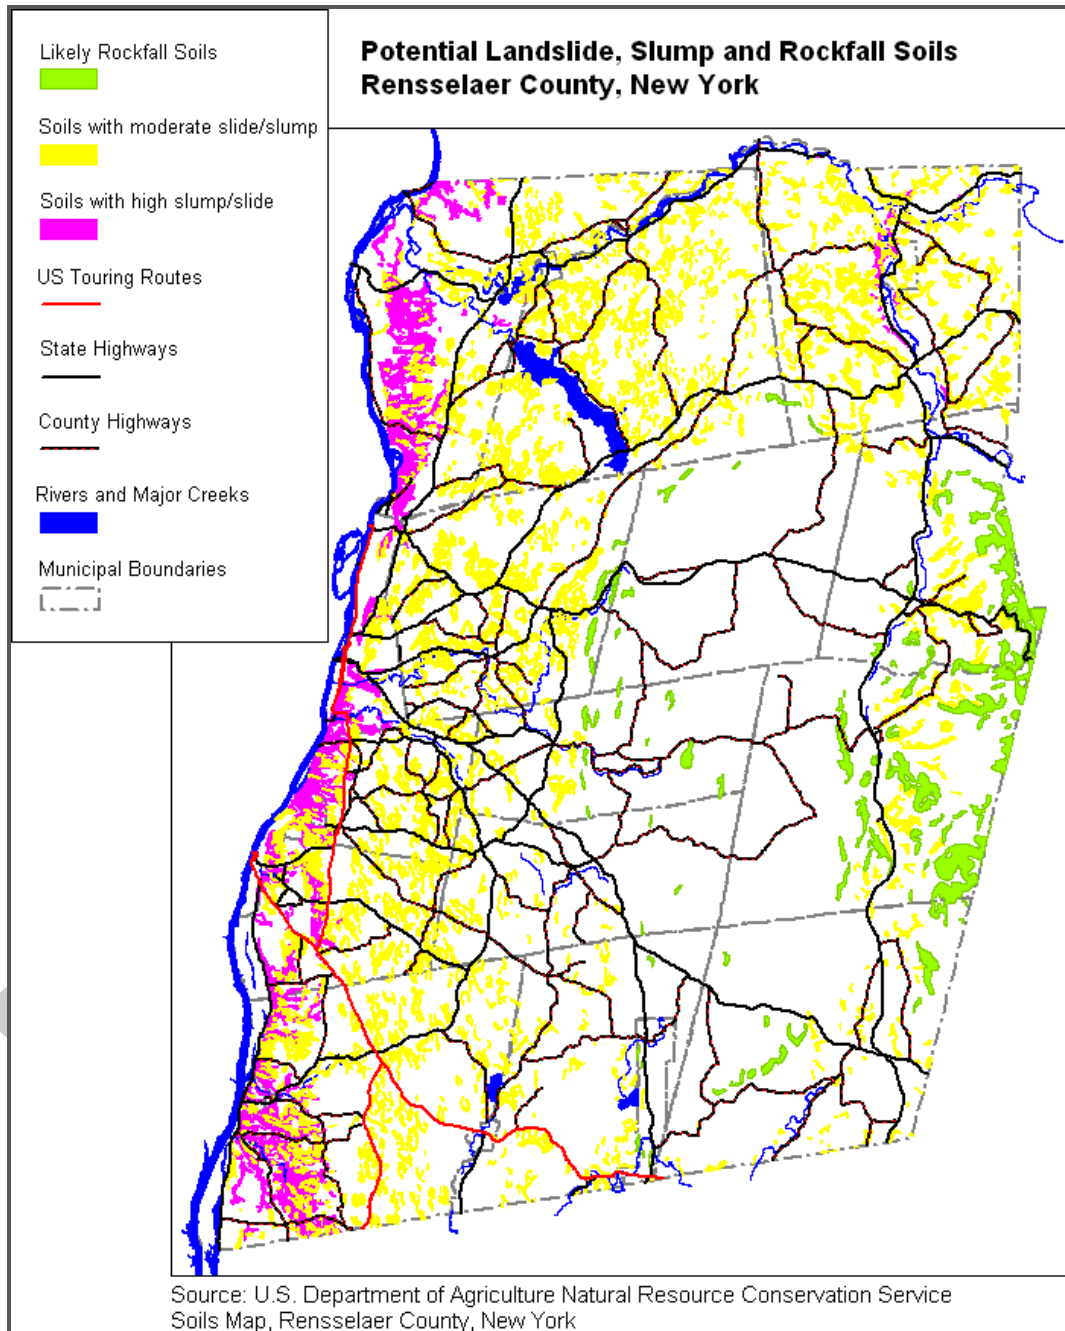 Potential Landslide, Slump and Rockfall Soils
Rensselaer County, New York
Likely Rockfall Soils
Soils with moderate slide/slump
Soils with high slump/slide
US Touring Routes
State Highways
County Highways
Rivers and Major Creeks
Municipal Boundaries
Source: U.S. Department of Agriculture Natural Resource Conservation Service
Soils Map, Rensselaer County, New York